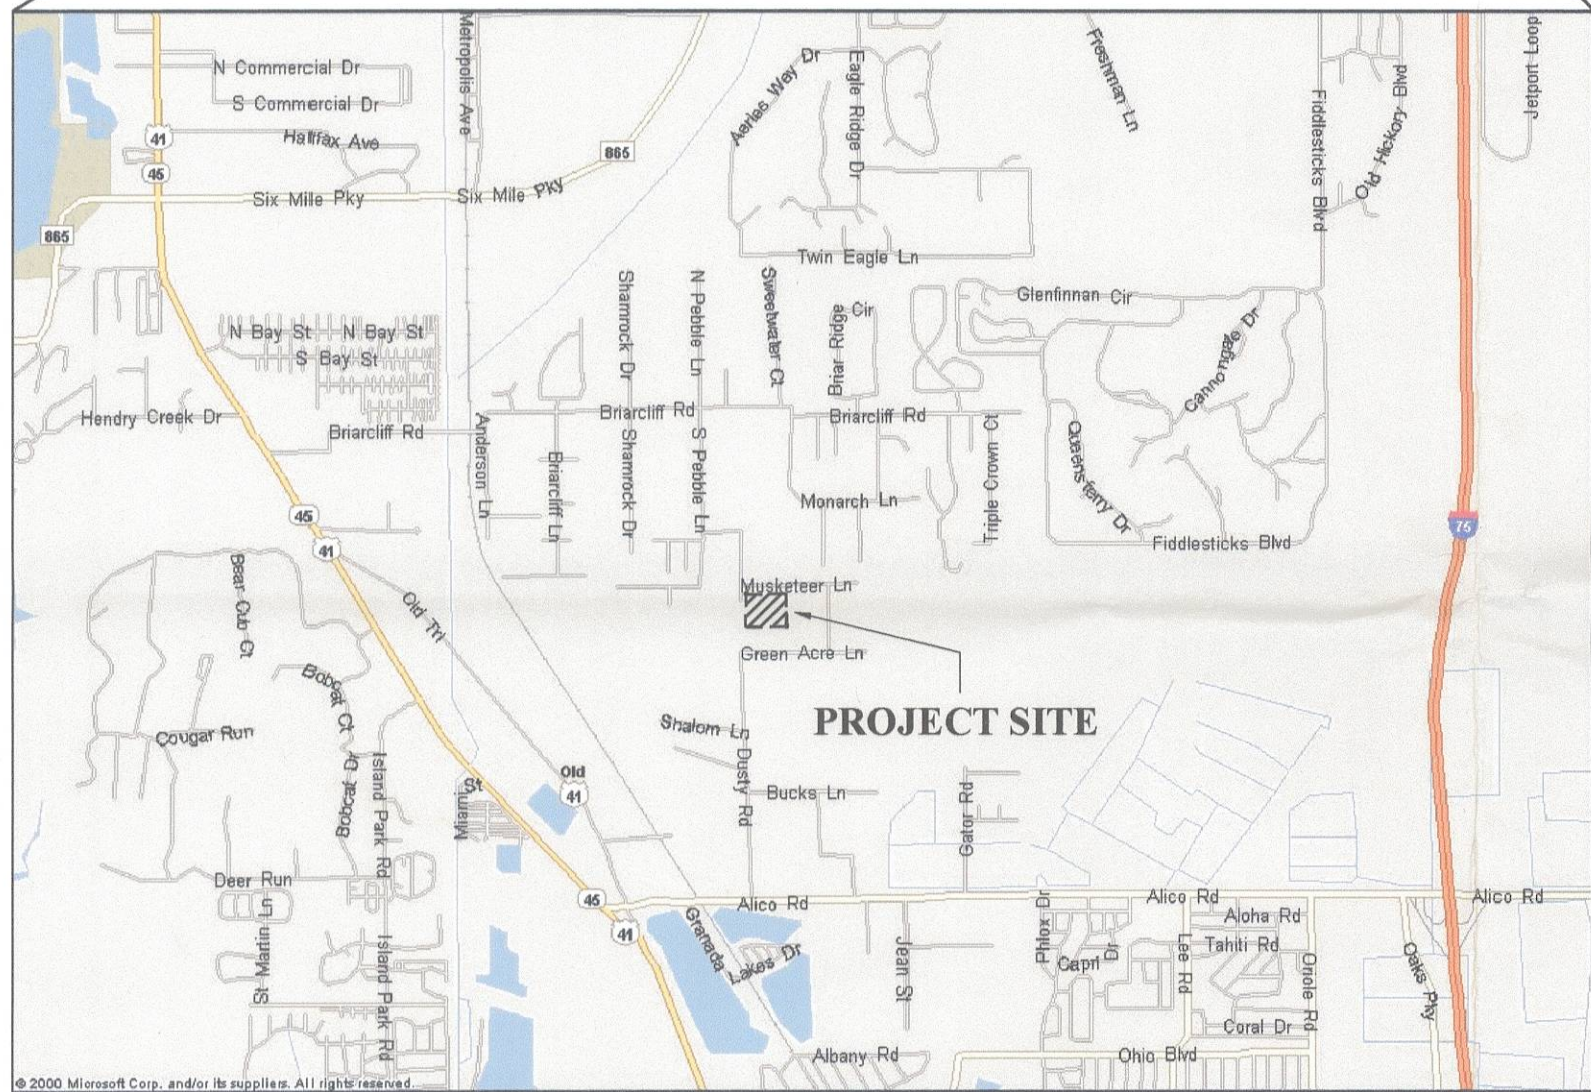 Metropolis Ave
N Commercial Dr
S Commercial Dr
41
Halifax Ave
45
865
Six Mile Pky
Six Mile Pky
865
Aeries Way Dr
Eagle Ridge Dr
Freshman Ln
Fiddlesticks Blvd
Old Hickory Blvd
Jetport Loop
Twin Eagle Ln
Shamrock Dr
N Pebble Ln
Sweetwater Ct
Briar Ridge Cir
Glenfinnan Cir
Cannongate Dr
N Bay St
N Bay St
S Bay St
Hendry Creek Dr
Briarcliff Rd
Briarcliff Rd
Briarcliff Rd
Anderson Ln
Briarcliff Ln
Shamrock Dr
S Pebble Ln
Monarch Ln
Triple Crown Ct
Queensferry Dr
Fiddlesticks Blvd
75
45
41
Bear Cub Ct
Old Trl
Musketeer Ln
Green Acre Ln
PROJECT SITE
Bobcat Ct
Cougar Run
Bobcat Dr
Island Park Rd
Shalom Ln
Dusty Rd
Bucks Ln
Gator Rd
Old
41
Miami St
Deer Run
St Martin Ln
Island Park Rd
45
41
Alico Rd
Alico Rd
Alico Rd
Granada Lakes Dr
Jean St
Phlox Dr
Capri Dr
Lee Rd
Aloha Rd
Tahiti Rd
Oriole Rd
Coral Dr
Oaks Pky
Albany Rd
Ohio Blvd
© 2000 Microsoft Corp. and/or its suppliers. All rights reserved.